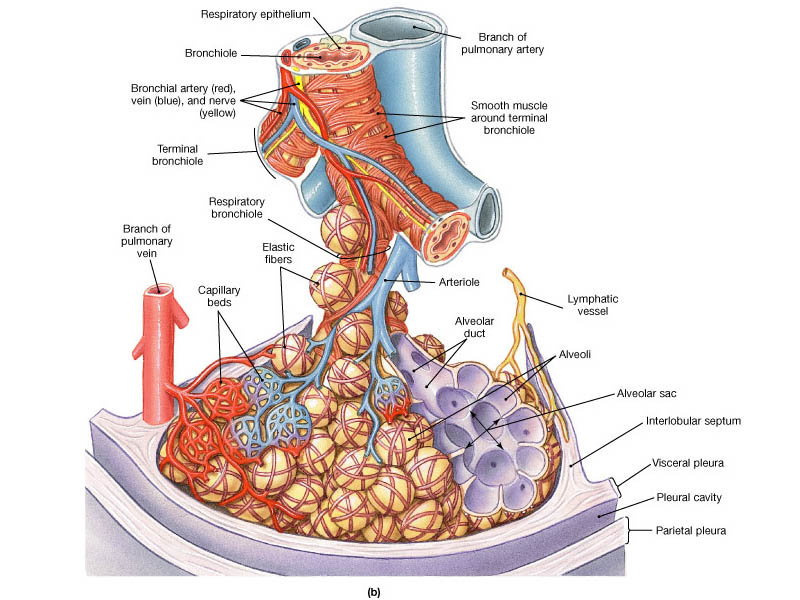 Respiratory epithelium
Branch of
pulmonary artery
Bronchiole
Bronchial artery (red),
vein (blue), and nerve
(yellow)
Smooth muscle
around terminal
bronchiole
Terminal
bronchiole
Respiratory
bronchiole
Branch of
pulmonary
vein
Elastic
fibers
Capillary
beds
Arteriole
Lymphatic
vessel
Alveolar
duct
Alveoli
Alveolar sac
Interlobular septum
Visceral pleura
Pleural cavity
Parietal pleura
(b)